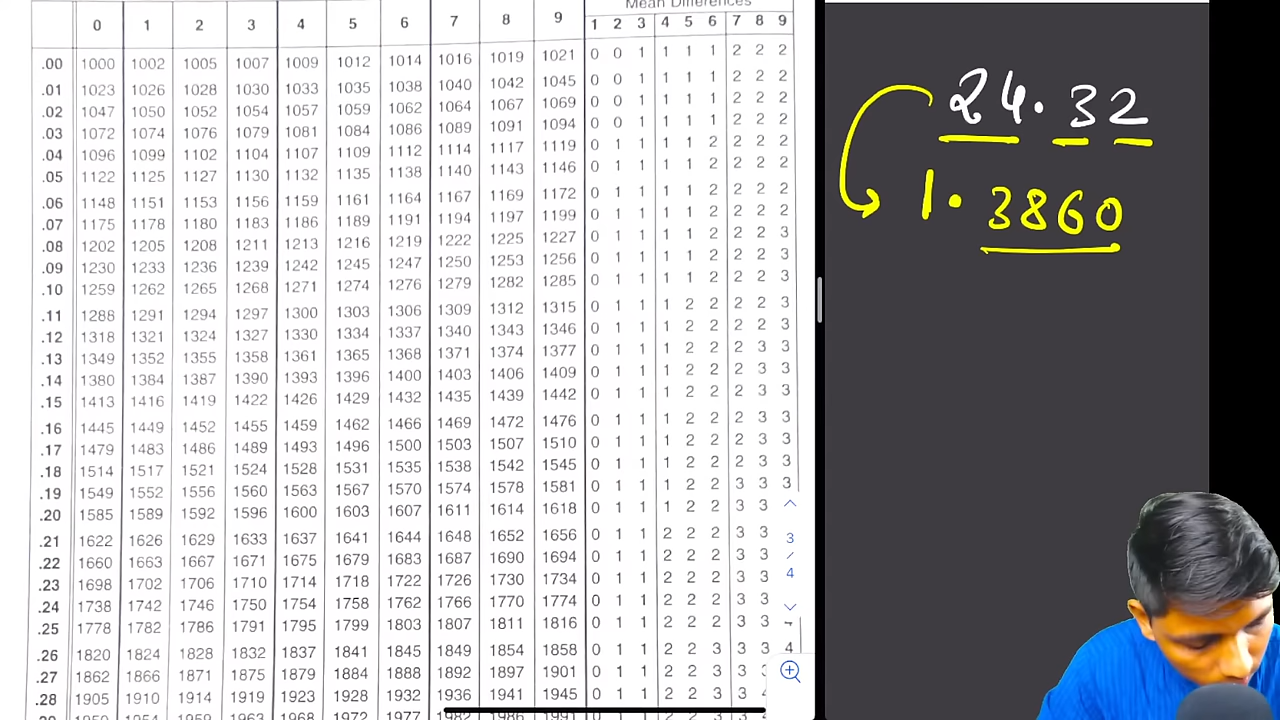 Mean Differences
0 1 2 3 4 5 6 7 8 9 1 2 3 4 5 6 7 8 9
.00 1000 1002 1005 1007 1009 1012 1014 1016 1019 1021 0 0 1 1 1 1 2 2 2
.01 1023 1026 1028 1030 1033 1035 1038 1040 1042 1045 0 0 1 1 1 1 2 2 2
.02 1047 1050 1052 1054 1057 1059 1062 1064 1067 1069 0 0 1 1 1 1 2 2 2
.03 1072 1074 1076 1079 1081 1084 1086 1089 1091 1094 0 0 1 1 1 1 2 2 2
.04 1096 1099 1102 1104 1107 1109 1112 1114 1117 1119 0 1 1 1 1 2 2 2 2
.05 1122 1125 1127 1130 1132 1135 1138 1140 1143 1146 0 1 1 1 1 2 2 2 2
.06 1148 1151 1153 1156 1159 1161 1164 1167 1169 1172 0 1 1 1 1 2 2 2 2
.07 1175 1178 1180 1183 1186 1189 1191 1194 1197 1199 0 1 1 1 1 2 2 2 2
.08 1202 1205 1208 1211 1213 1216 1219 1222 1225 1227 0 1 1 1 1 2 2 2 3
.09 1230 1233 1236 1239 1242 1245 1247 1250 1253 1256 0 1 1 1 1 2 2 2 3
.10 1259 1262 1265 1268 1271 1274 1276 1279 1282 1285 0 1 1 1 1 2 2 2 3
.11 1288 1291 1294 1297 1300 1303 1306 1309 1312 1315 0 1 1 1 2 2 2 2 3
.12 1318 1321 1324 1327 1330 1334 1337 1340 1343 1346 0 1 1 1 2 2 2 2 3
.13 1349 1352 1355 1358 1361 1365 1368 1371 1374 1377 0 1 1 1 2 2 2 3 3
.14 1380 1384 1387 1390 1393 1396 1400 1403 1406 1409 0 1 1 1 2 2 2 3 3
.15 1413 1416 1419 1422 1426 1429 1432 1435 1439 1442 0 1 1 1 2 2 2 3 3
.16 1445 1449 1452 1455 1459 1462 1466 1469 1472 1476 0 1 1 1 2 2 2 3 3
.17 1479 1483 1486 1489 1493 1496 1500 1503 1507 1510 0 1 1 1 2 2 2 3 3
.18 1514 1517 1521 1524 1528 1531 1535 1538 1542 1545 0 1 1 1 2 2 2 3 3
.19 1549 1552 1556 1560 1563 1567 1570 1574 1578 1581 0 1 1 1 2 2 3 3 3
.20 1585 1589 1592 1596 1600 1603 1607 1611 1614 1618 0 1 1 1 2 2 3 3
.21 1622 1626 1629 1633 1637 1641 1644 1648 1652 1656 0 1 1 2 2 2 3 3
.22 1660 1663 1667 1671 1675 1679 1683 1687 1690 1694 0 1 1 2 2 2 3 3
.23 1698 1702 1706 1710 1714 1718 1722 1726 1730 1734 0 1 1 2 2 2 3 3
.24 1738 1742 1746 1750 1754 1758 1762 1766 1770 1774 0 1 1 2 2 2 3 3
.25 1778 1782 1786 1791 1795 1799 1803 1807 1811 1816 0 1 1 2 2 2 3 3
.26 1820 1824 1828 1832 1837 1841 1845 1849 1854 1858 0 1 1 2 2 3 3 3 4
.27 1862 1866 1871 1875 1879 1884 1888 1892 1897 1901 0 1 1 2 2 3 3 3
.28 1905 1910 1914 1919 1923 1928 1932 1936 1941 1945 0 1 1 2 2 3 3
3
/
4
24.32
1.3860